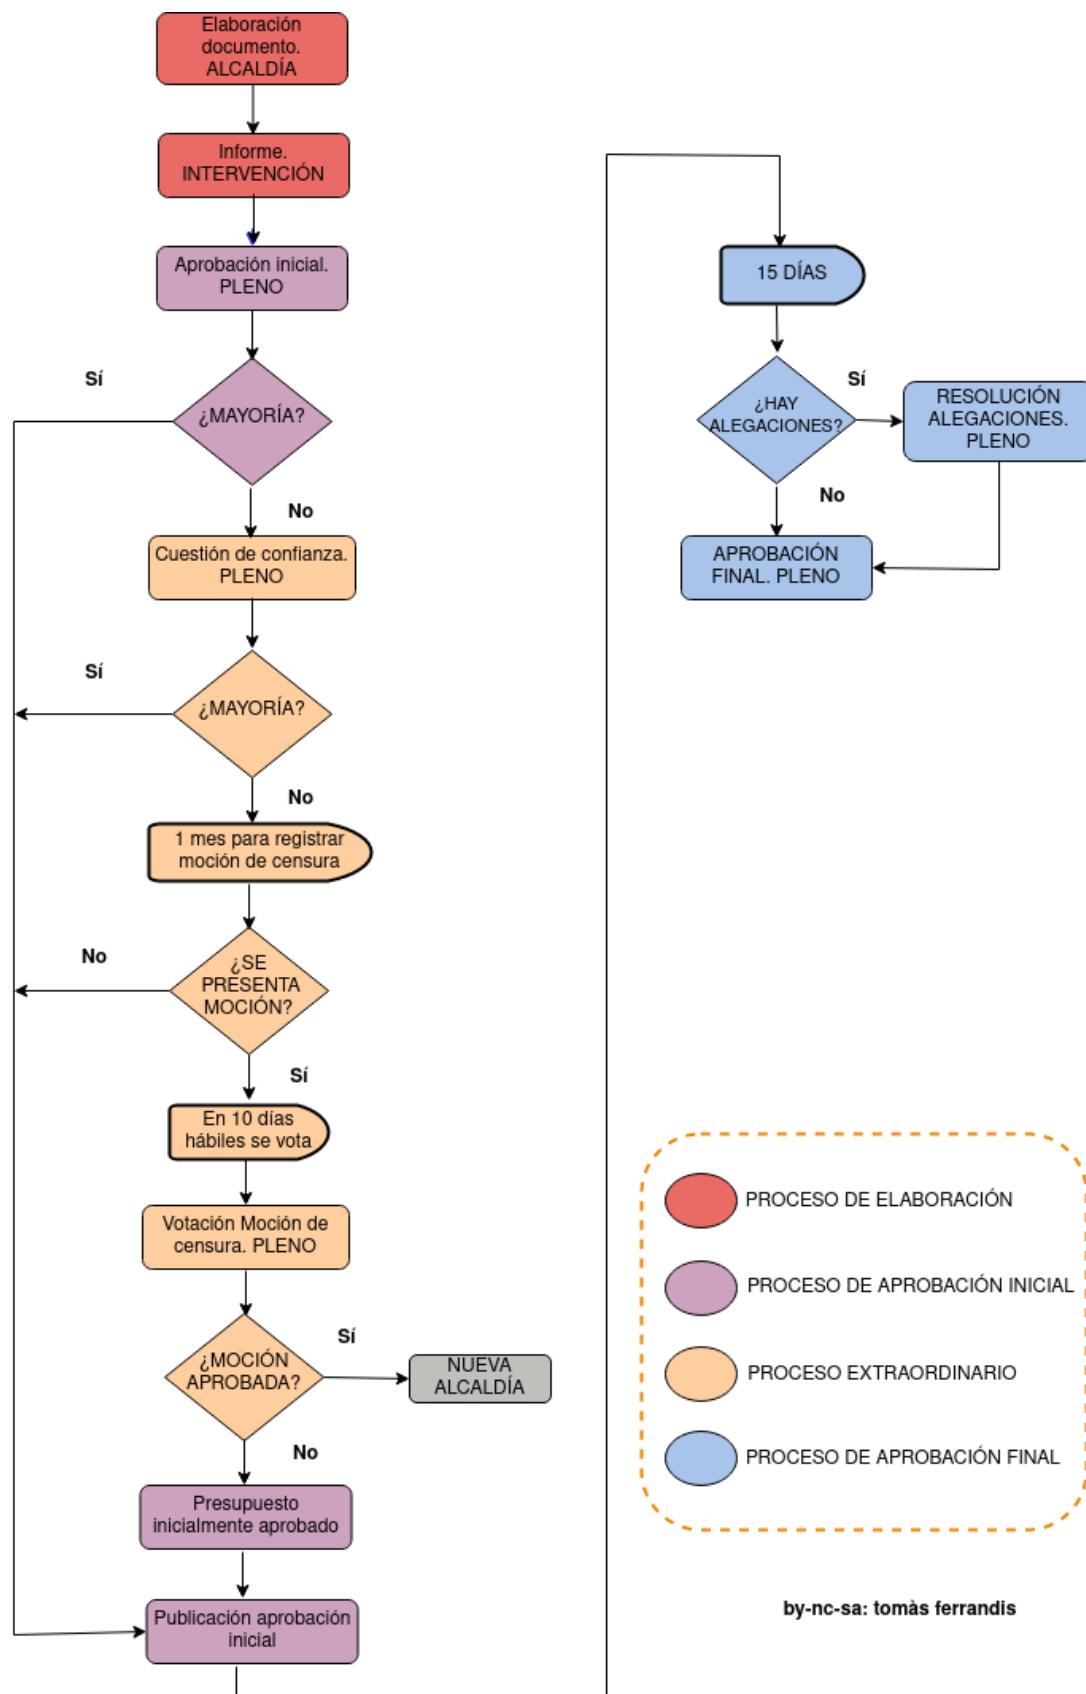 Elaboración
documento.
ALCALDÍA
Informe.
INTERVENCIÓN
Aprobación inicial.
PLENO
Sí
¿MAYORÍA?
No
Cuestión de confianza.
PLENO
Sí
¿MAYORÍA?
No
1 mes para registrar
moción de censura
No
¿SE
PRESENTA
MOCIÓN?
Sí
En 10 días
hábiles se vota
Votación Moción de
censura. PLENO
¿MOCIÓN
APROBADA?
Sí
NUEVA
ALCALDÍA
No
Presupuesto
inicialmente aprobado
Publicación aprobación
inicial
15 DÍAS
¿HAY
ALEGACIONES?
Sí
RESOLUCIÓN
ALEGACIONES.
PLENO
No
APROBACIÓN
FINAL. PLENO
PROCESO DE ELABORACIÓN
PROCESO DE APROBACIÓN INICIAL
PROCESO EXTRAORDINARIO
PROCESO DE APROBACIÓN FINAL
by-nc-sa: tomàs ferrandis